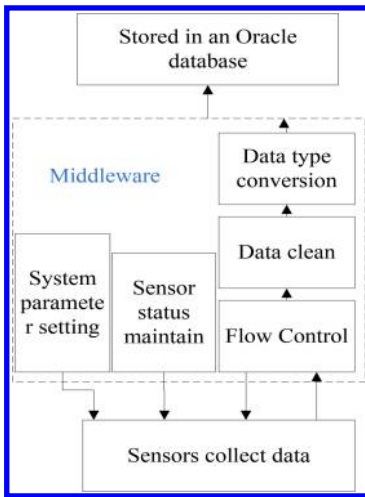 Stored in an Oracle
database
Middleware
Data type
conversion
Data clean
System
paramete
r setting
Sensor
status
maintain
Flow Control
Sensors collect data